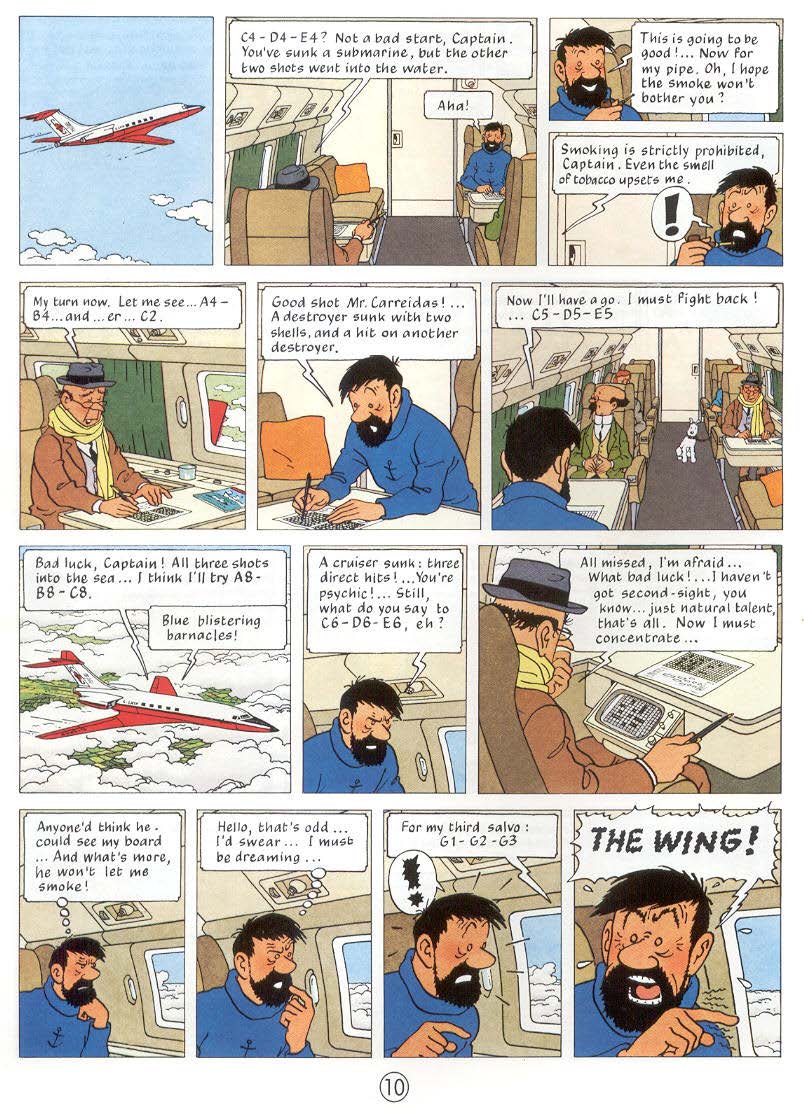 C4-D4-E4? Not a bad start, Captain.
You've sunk a submarine, but the other
two shots went into the water.
Aha!
This is going to be
good!... Now for
my pipe. Oh, I hope
the smoke won't
bother you?
Smoking is strictly prohibited,
Captain. Even the smell
of tobacco upsets me.
!
My turn now. Let me see... A4-
B4...and ...er... C2.
Good shot Mr. Carreidas!...
A destroyer sunk with two
shells, and a hit on another
destroyer.
Now I'll have a go. I must fight back!
... C5-D5-E5
Bad luck, Captain! All three shots
into the sea... I think I'll try A8-
B8-C8.
Blue blistering
barnacles!
A cruiser sunk: three
direct hits!...You're
psychic!... Still,
what do you say to
C6-D6-E6, eh?
All missed, I'm afraid...
What bad luck!...I haven't
got second-sight, you
know... just natural talent,
that's all. Now I must
concentrate...
Anyone'd think he
could see my board
... And what's more,
he won't let me
smoke!
Hello, that's odd...
I'd swear... I must
be dreaming...
For my third salvo:
G1-G2-G3
!
THE WING!
10